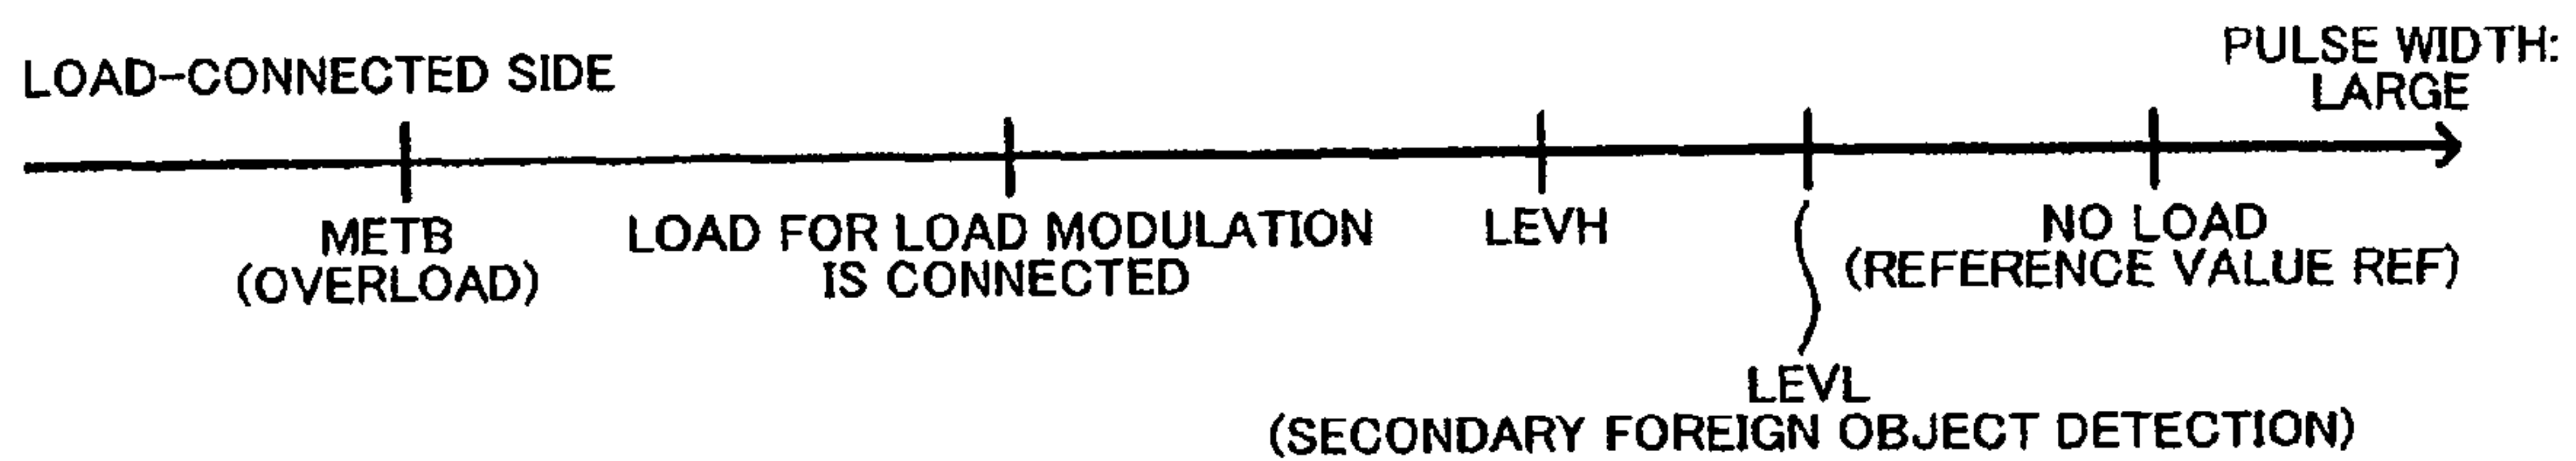 LOAD-CONNECTED SIDE
PULSE WIDTH:
LARGE
METB
(OVERLOAD)
LOAD FOR LOAD MODULATION
IS CONNECTED
LEVH
NO LOAD
(REFERENCE VALUE REF)
LEVL
(SECONDARY FOREIGN OBJECT DETECTION)